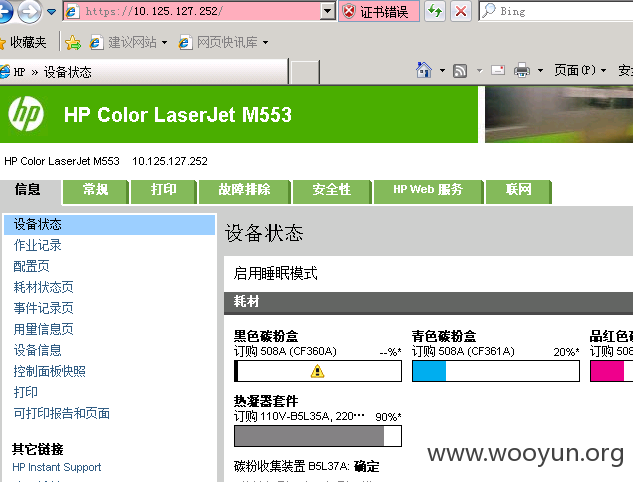 https://10.125.127.252/ 证书错误 Bing
收藏夹 建议网站 网页快讯库
HP » 设备状态 页面(P)
hp HP Color LaserJet M553
HP Color LaserJet M553 10.125.127.252
信息 常规 打印 故障排除 安全性 HP Web 服务 联网
设备状态
作业记录
配置页
耗材状态页
事件记录页
用量信息页
设备信息
控制面板快照
打印
可打印报告和页面
其它链接
HP Instant Support
设备状态
启用睡眠模式
耗材
黑色碳粉盒 青色碳粉盒 品红色碳
订购 508A (CF360A) --%* 订购 508A (CF361A) 20%* 订购 508
热凝器套件
订购 110V-B5L35A, 220··· 90%*
碳粉收集装置 B5L37A: 确定
www.wooyun.org